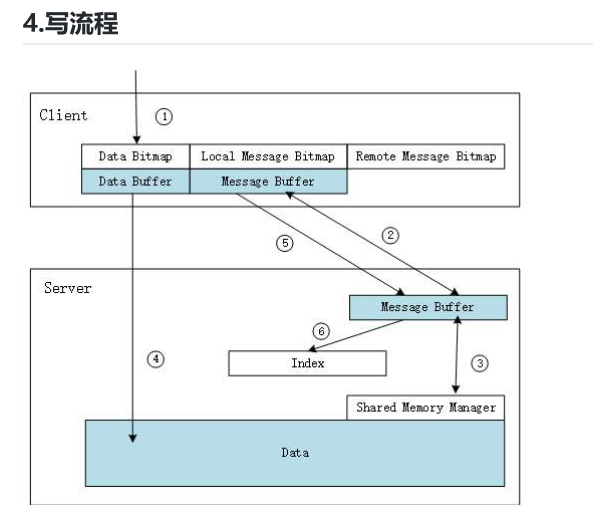 4.写流程
Client
①
Data Bitmap
Local Message Bitmap
Remote Message Bitmap
Data Buffer
Message Buffer
⑤
②
Server
Message Buffer
⑥
④
Index
③
Shared Memory Manager
Data